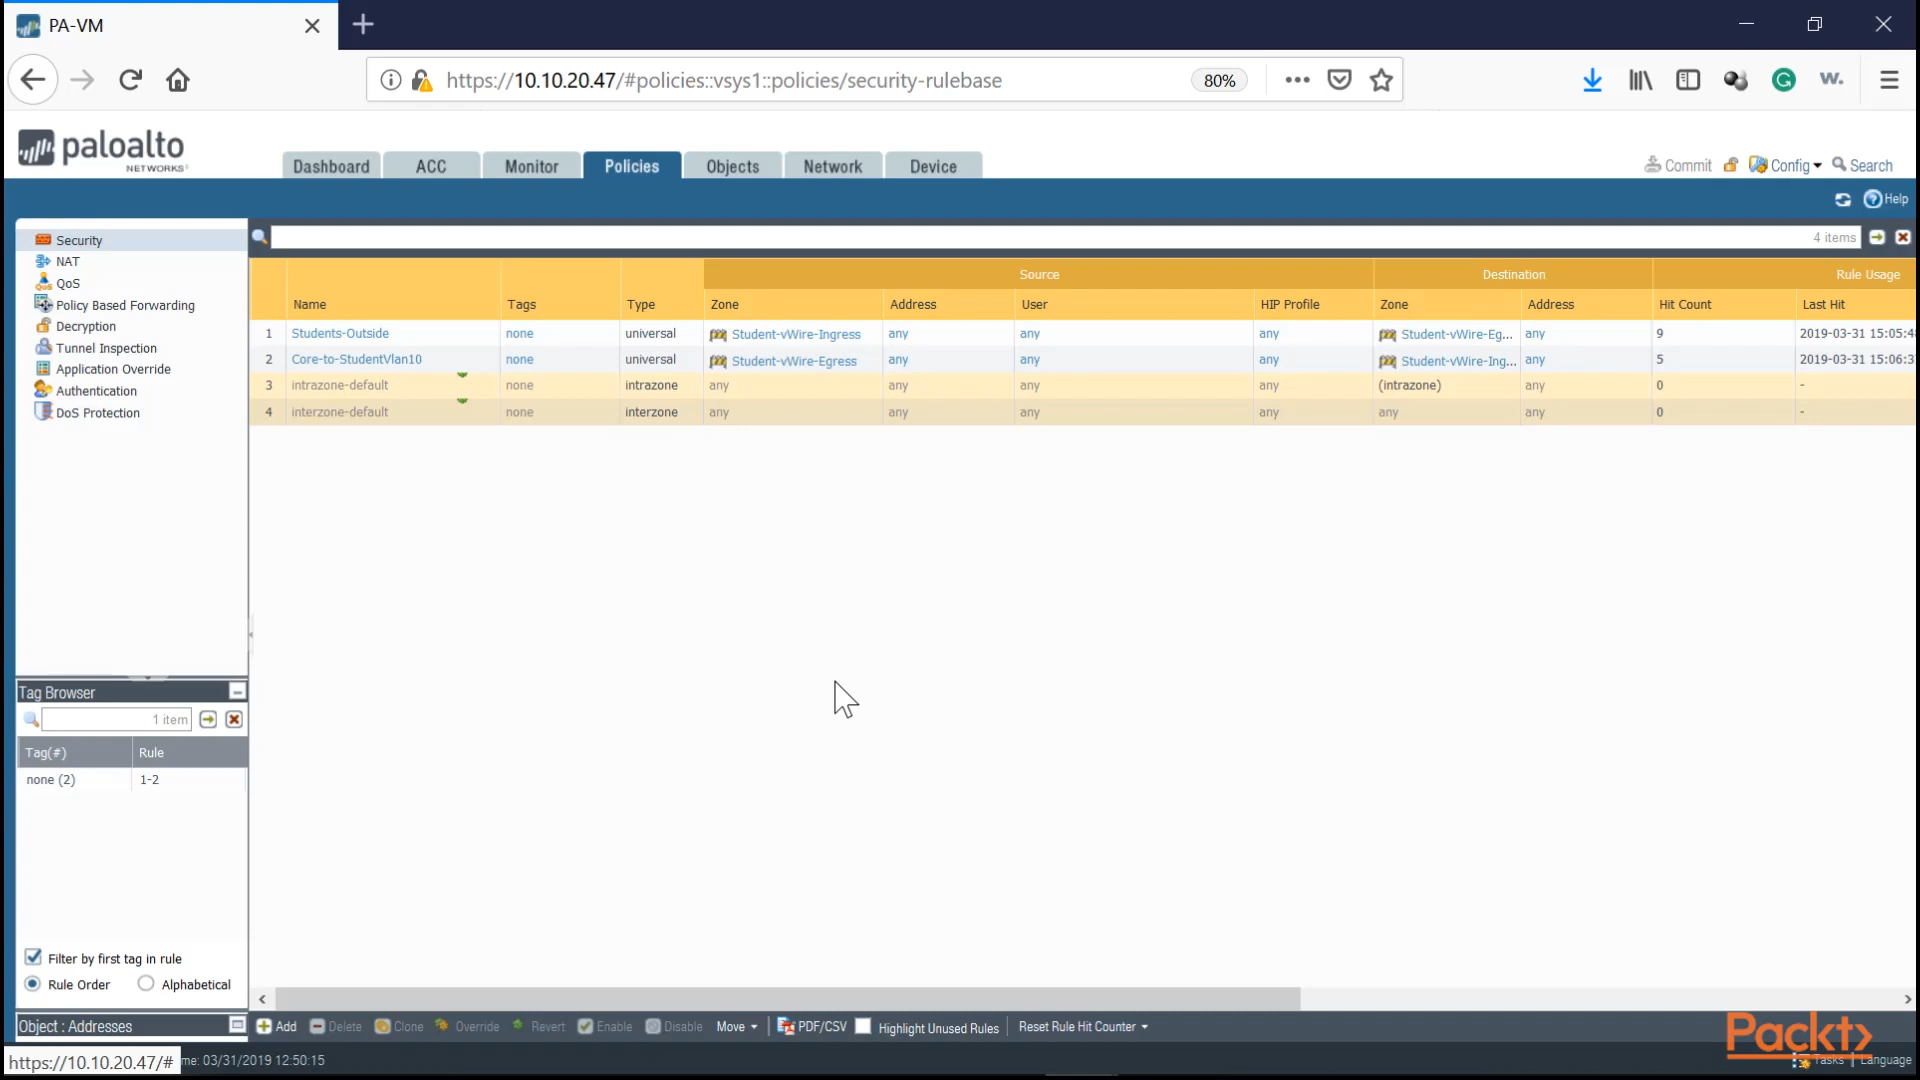 PA-VM
https://10.10.20.47/#policies::vsys1::policies/security-rulebase 80%
paloalto NETWORKS
Dashboard ACC Monitor Policies Objects Network Device Commit Config Search
Help
Security 4 items
NAT
QoS
Policy Based Forwarding
Decryption
Tunnel Inspection
Application Override
Authentication
DoS Protection
Source Destination Rule Usage
Name Tags Type Zone Address User HIP Profile Zone Address Hit Count Last Hit
1 Students-Outside none universal Student-vWire-Ingress any any any Student-vWire-Eg... any 9 2019-03-31 15:05:4
2 Core-to-StudentVlan10 none universal Student-vWire-Egress any any any Student-vWire-Ing... any 5 2019-03-31 15:06:3
3 intrazone-default none intrazone any any any any (intrazone) any 0 -
4 interzone-default none interzone any any any any any any 0 -
Tag Browser
1 item
Tag(#) Rule
none (2) 1-2
Filter by first tag in rule
Rule Order Alphabetical
Object : Addresses Add Delete Clone Override Revert Enable Disable Move PDF/CSV Highlight Unused Rules Reset Rule Hit Counter
Packt>
https://10.10.20.47/# me: 03/31/2019 12:50:15 Tasks | Language